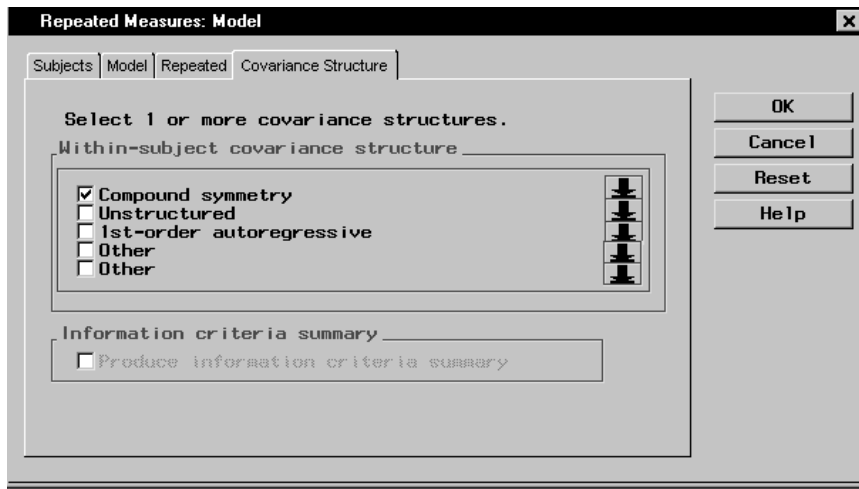 Repeated Measures: Model
Subjects Model Repeated Covariance Structure
Select 1 or more covariance structures.
Within-subject covariance structure
Compound symmetry
Unstructured
1st-order autoregressive
Other
Other
Information criteria summary
Produce information criteria summary
OK
Cancel
Reset
Help